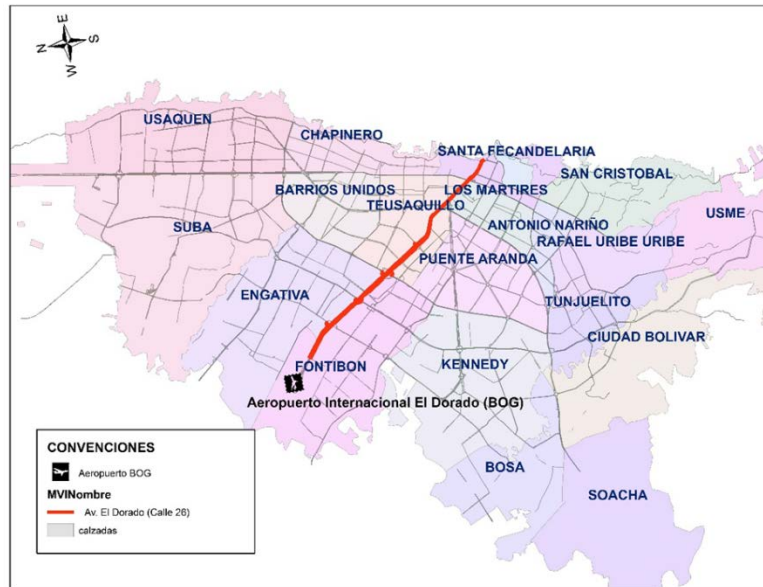 E
N
S
W
USAQUEN
CHAPINERO
SANTA FECANDELARIA
SAN CRISTOBAL
BARRIOS UNIDOS
LOS MARTIRES
TEUSAQUILLO
USME
SUBA
ANTONIO NARIÑO
RAFAEL URIBE URIBE
PUENTE ARANDA
ENGATIVA
TUNJUELITO
CIUDAD BOLIVAR
FONTIBON
KENNEDY
Aeropuerto Internacional El Dorado (BOG)
BOSA
SOACHA
CONVENCIONES
Aeropuerto BOG
MVINombre
Av. El Dorado (Calle 26)
calzadas